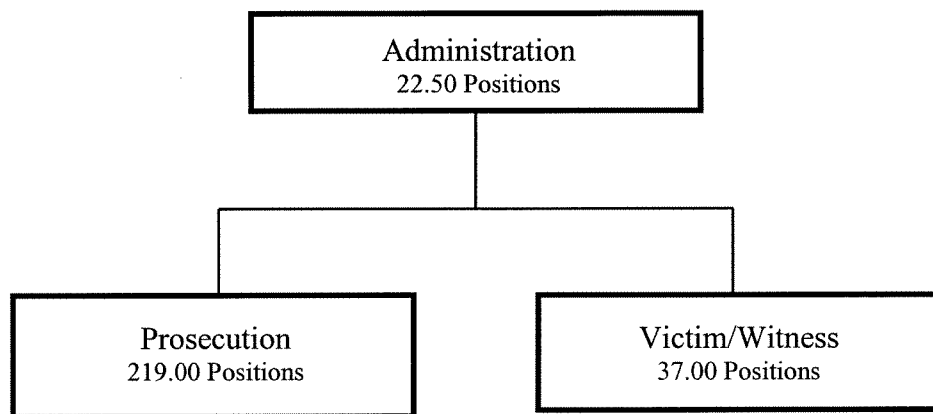 Administration
22.50 Positions
Prosecution
219.00 Positions
Victim/Witness
37.00 Positions